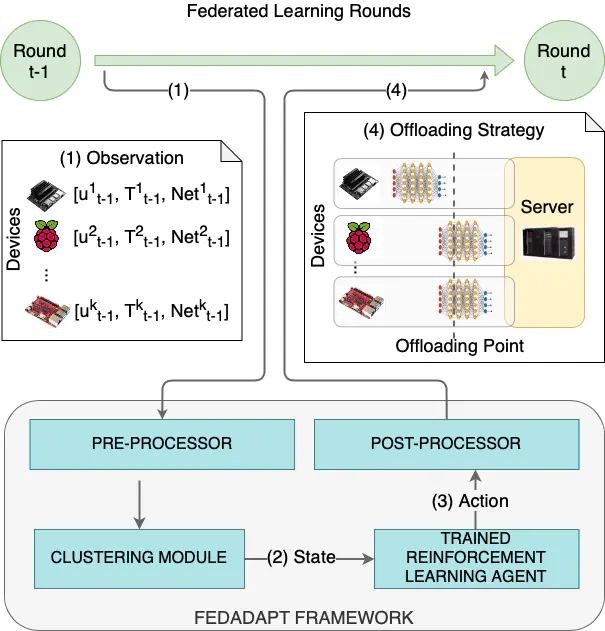 Federated Learning Rounds
Round
t-1
Round
t
(1)
(4)
(1) Observation
Devices
[u¹t-1, T¹t-1, Net¹t-1]
[u²t-1, T²t-1, Net²t-1]
...
[uᵏt-1, Tᵏt-1, Netᵏt-1]
(4) Offloading Strategy
Devices
Server
...
Offloading Point
PRE-PROCESSOR
POST-PROCESSOR
(3) Action
CLUSTERING MODULE
(2) State
TRAINED
REINFORCEMENT
LEARNING AGENT
FEDADAPT FRAMEWORK